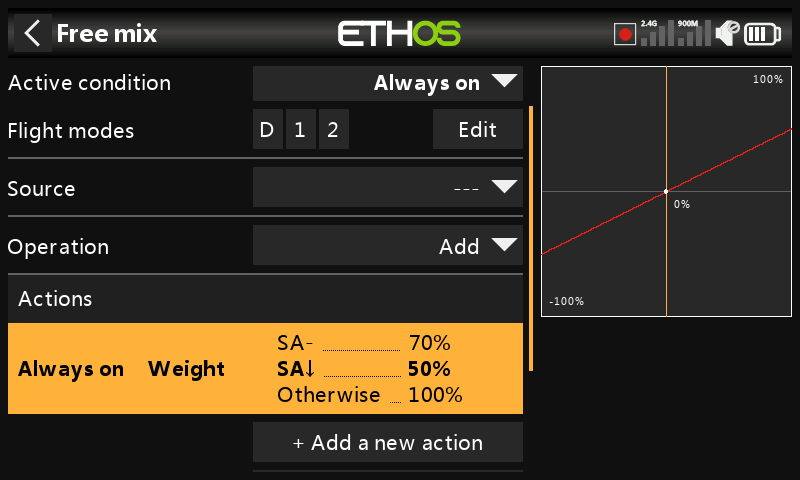 Free mix
ETHOS
2.4G
900M
Active condition
Always on
Flight modes
D 1 2
Edit
Source
---
Operation
Add
Actions
Always on
Weight
SA- 70%
SA↓ 50%
Otherwise 100%
+ Add a new action
100%
0%
-100%